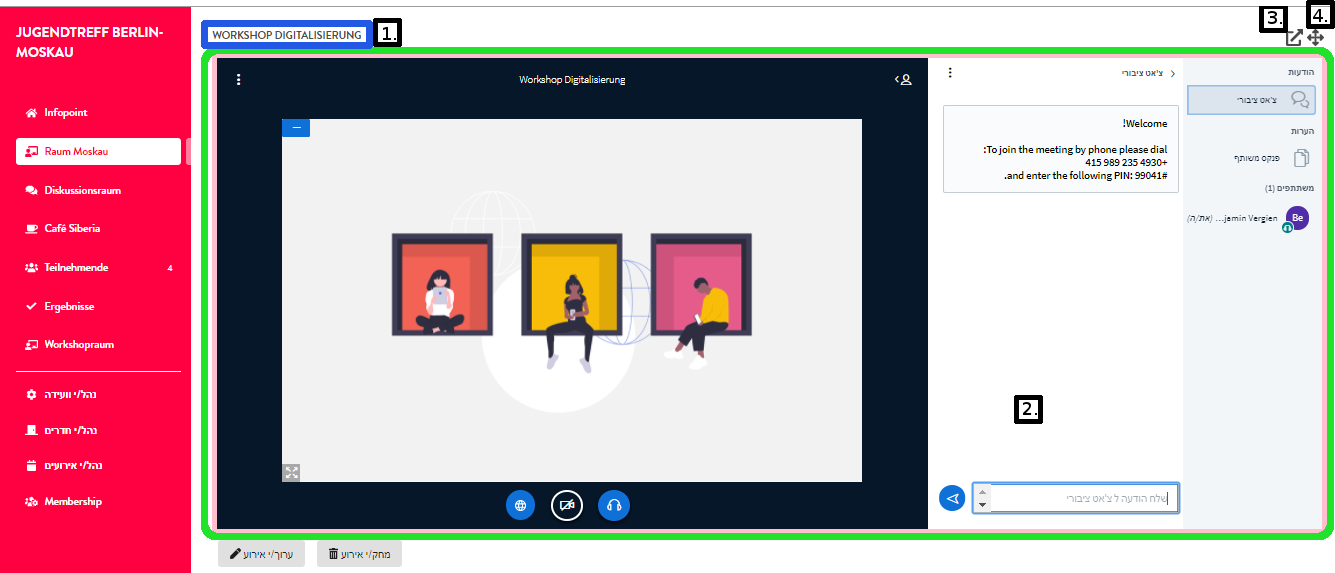 JUGENDTREFF BERLIN-
MOSKAU
Infopoint
Raum Moskau
Diskussionsraum
Café Siberia
Teilnehmende 4
Ergebnisse
Workshopraum
נהל/י וועידה
נהל/י חדרים
נהל/י אירועים
Membership
WORKSHOP DIGITALISIERUNG
1.
3.
4.
Workshop Digitalisierung
צ'אט ציבורי
!Welcome
:To join the meeting by phone please dial
+4930 235 989 415
.and enter the following PIN: 99041#
2.
שלח הודעה ל צ'אט ציבורי
הודעות
צ'אט ציבורי
הערות
פנקס משותף
משתתפים (1)
Be
jamin Vergien... (את/ה)
ערוך/י אירוע
מחק/י אירוע